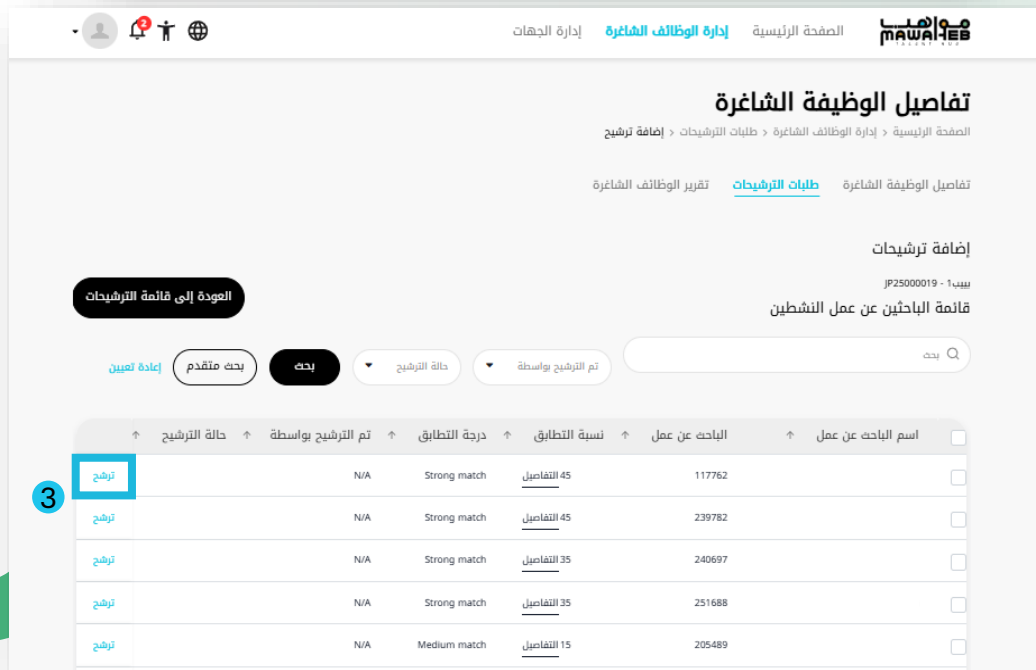 مواهب
MAWAHEB
TALENT HUB
الصفحة الرئيسية إدارة الوظائف الشاغرة إدارة الجهات
2
تفاصيل الوظيفة الشاغرة
الصفحة الرئيسية > إدارة الوظائف الشاغرة > طلبات الترشيحات > إضافة ترشيح
تفاصيل الوظيفة الشاغرة طلبات الترشيحات تقرير الوظائف الشاغرة
إضافة ترشيحات
بيبب1 - JP25000019
قائمة الباحثين عن عمل النشطين
العودة إلى قائمة الترشيحات
بحث تم الترشيح بواسطة حالة الترشيح بحث بحث متقدم إعادة تعيين
اسم الباحث عن عمل الباحث عن عمل نسبة التطابق درجة التطابق تم الترشيح بواسطة حالة الترشيح
117762 45 التفاصيل Strong match N/A ترشح
3
239782 45 التفاصيل Strong match N/A ترشح
240697 35 التفاصيل Strong match N/A ترشح
251688 35 التفاصيل Strong match N/A ترشح
205489 15 التفاصيل Medium match N/A ترشح